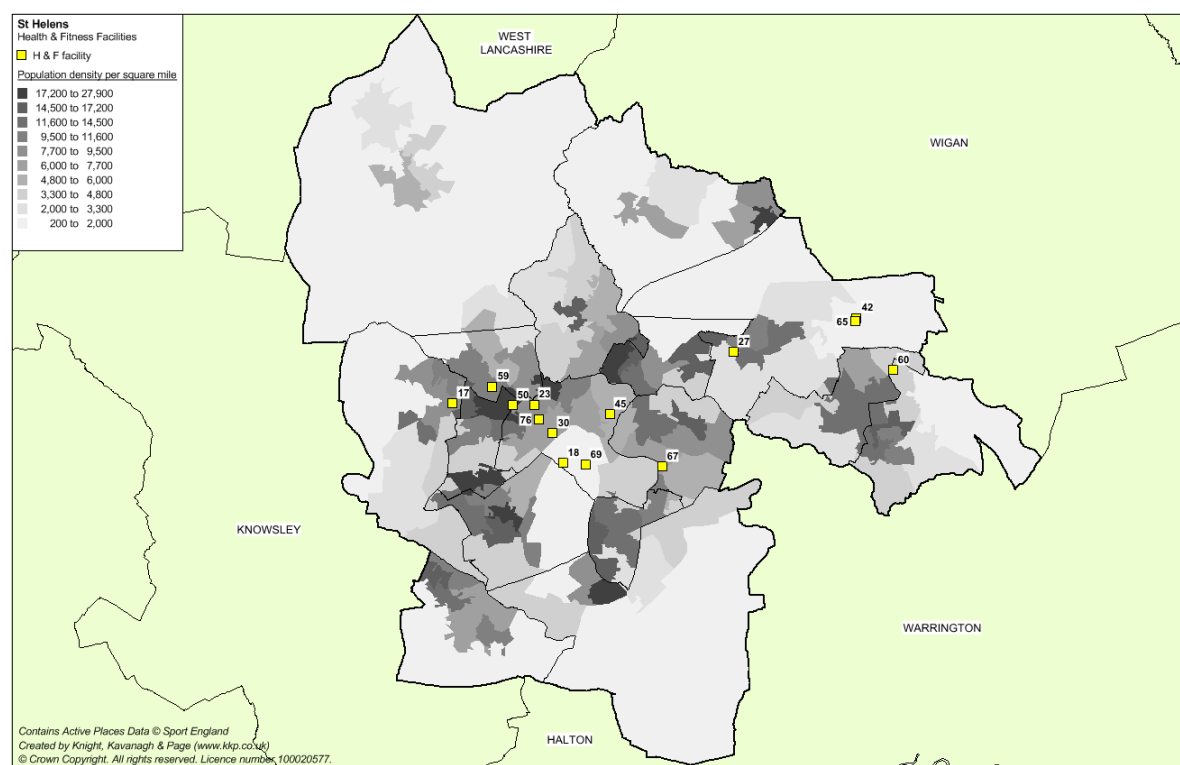 St Helens
Health & Fitness Facilities
H & F facility
Population density per square mile
17,200 to 27,900
14,500 to 17,200
11,600 to 14,500
9,500 to 11,600
7,700 to 9,500
6,000 to 7,700
4,800 to 6,000
3,300 to 4,800
2,000 to 3,300
200 to 2,000
WEST
LANCASHIRE
WIGAN
42
65
27
60
59
17
50
23
45
76
30
18
69
67
KNOWSLEY
WARRINGTON
HALTON
Contains Active Places Data © Sport England
Created by Knight, Kavanagh & Page (www.kkp.co.uk)
© Crown Copyright. All rights reserved. Licence number 100020577.